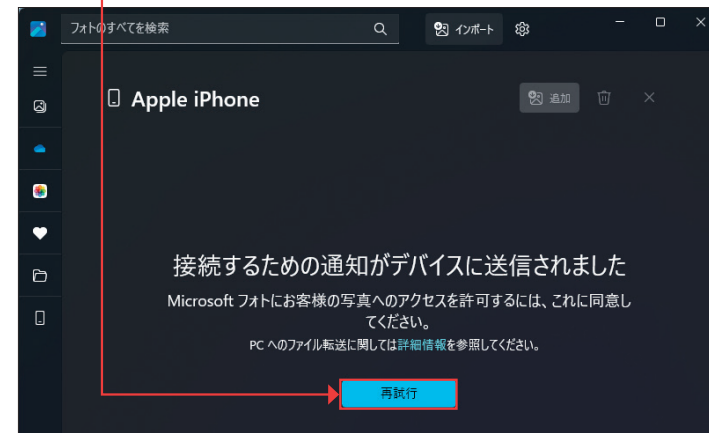 フォトのすべてを検索
インポート
Apple iPhone
追加
接続するための通知がデバイスに送信されました
Microsoft フォトにお客様の写真へのアクセスを許可するには、これに同意し
てください。
PC へのファイル転送に関しては詳細情報を参照してください。
再試行